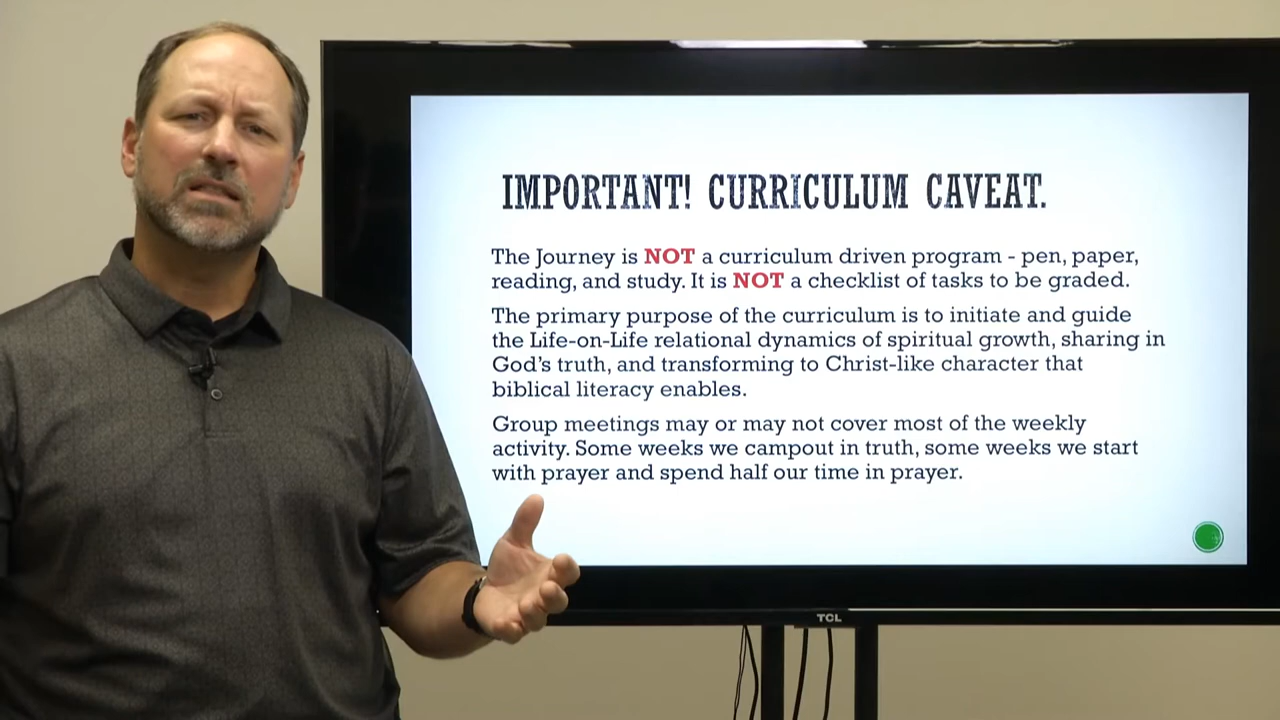 IMPORTANT! CURRICULUM CAVEAT.
The Journey is NOT a curriculum driven program - pen, paper,
reading, and study. It is NOT a checklist of tasks to be graded.
The primary purpose of the curriculum is to initiate and guide
the Life-on-Life relational dynamics of spiritual growth, sharing in
God's truth, and transforming to Christ-like character that
biblical literacy enables.
Group meetings may or may not cover most of the weekly
activity. Some weeks we campout in truth, some weeks we start
with prayer and spend half our time in prayer.
TCL